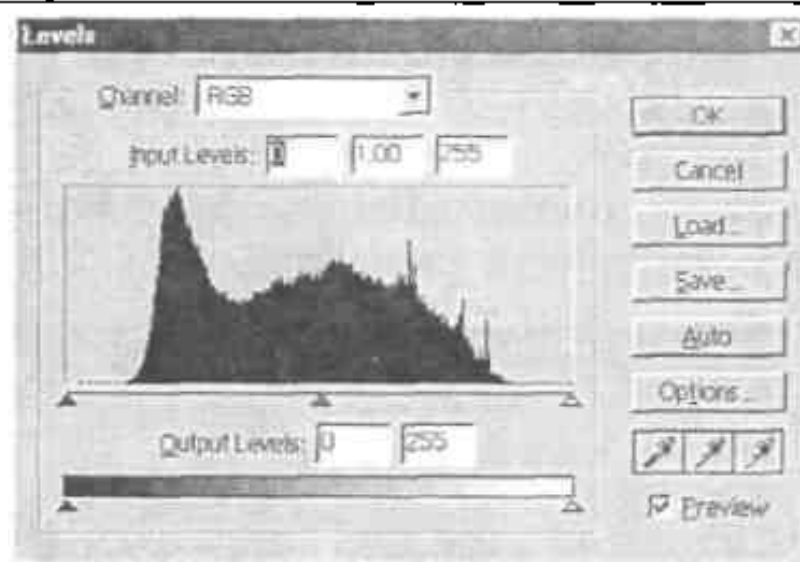 Levels
Channel: RGB
Input Levels: 0 1.00 255
Output Levels: 0 255
OK
Cancel
Load...
Save...
Auto
Options...
Preview